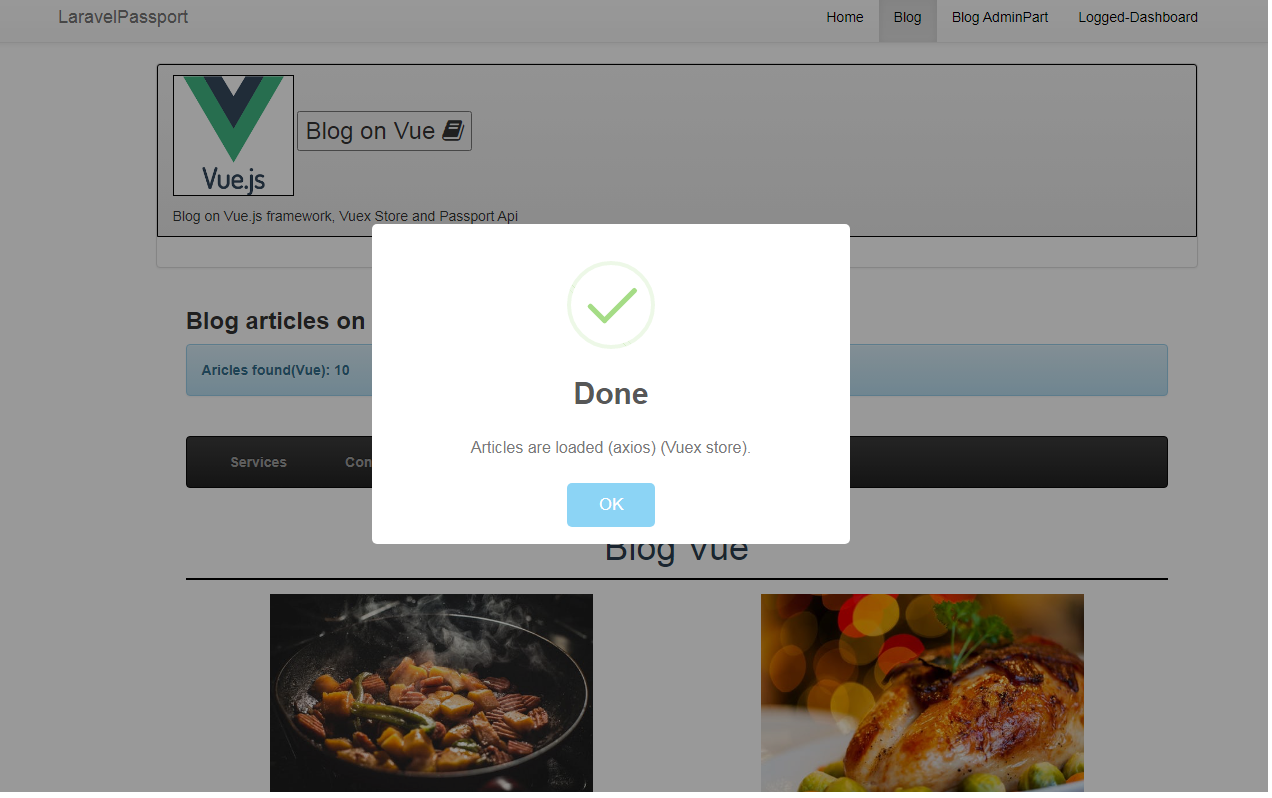 LaravelPassport
Home
Blog
Blog AdminPart
Logged-Dashboard
Vue.js
Blog on Vue
Blog on Vue.js framework, Vuex Store and Passport Api
Blog articles on
Aricles found(Vue): 10
Services
Con
Done
Articles are loaded (axios) (Vuex store).
OK
Blog Vue